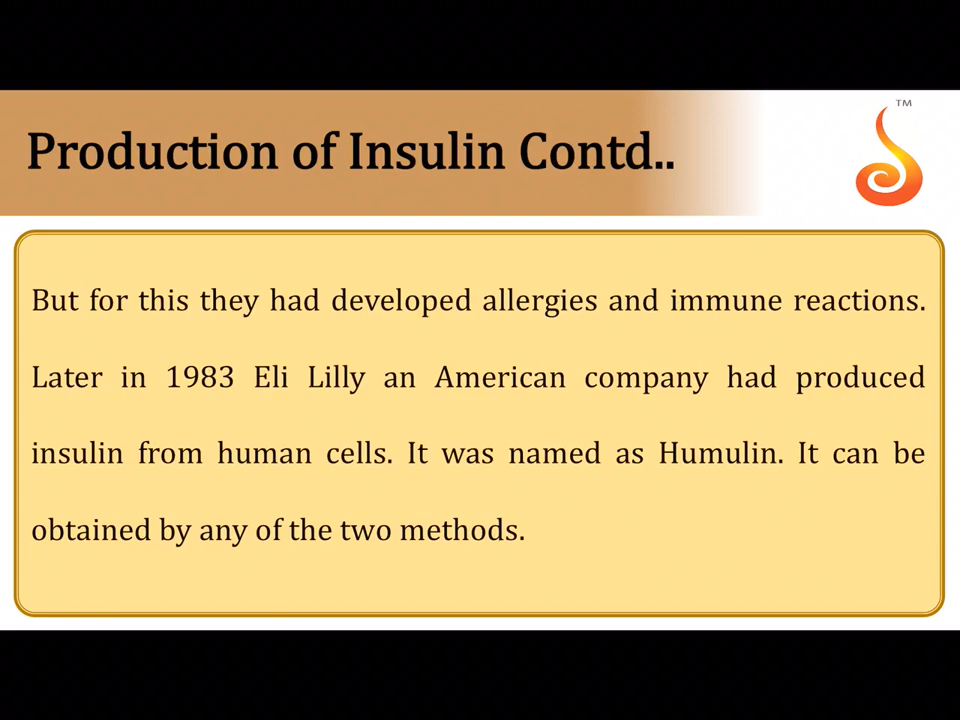 TM
Production of Insulin Contd..
But for this they had developed allergies and immune reactions.
Later in 1983 Eli Lilly an American company had produced
insulin from human cells. It was named as Humulin. It can be
obtained by any of the two methods.